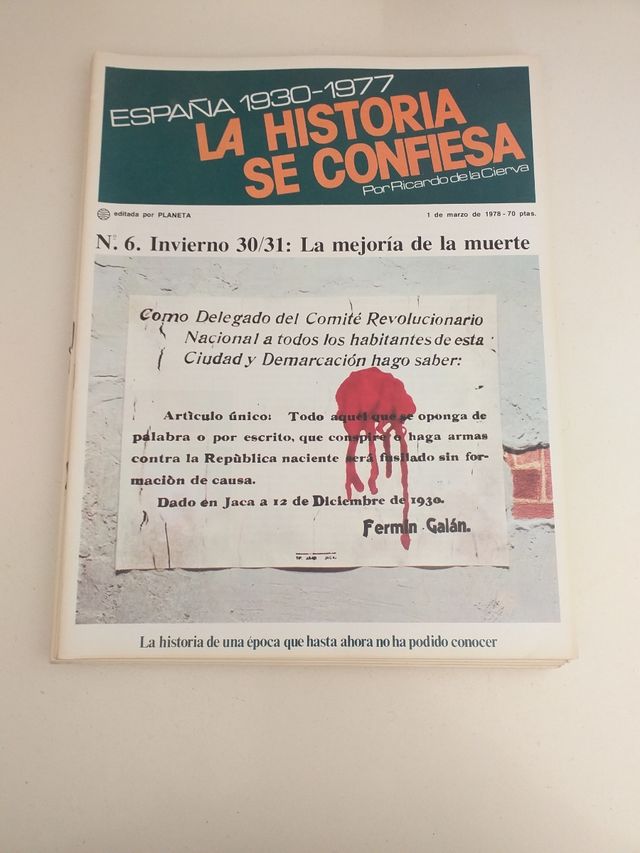 ESPAÑA 1930-1977
LA HISTORIA
SE CONFIESA
Por Ricardo de la Cierva
editada por PLANETA
1 de marzo de 1978 - 70 ptas.
N.º 6. Invierno 30/31: La mejoría de la muerte
Como Delegado del Comité Revolucionario
Nacional a todos los habitantes de esta
Ciudad y Demarcación hago saber:
Artículo único: Todo aquél que se oponga de
palabra o por escrito, que conspire o haga armas
contra la República naciente será fusilado sin for-
mación de causa.
Dado en Jaca a 12 de Diciembre de 1930.
Fermín Galán.
La historia de una época que hasta ahora no ha podido conocer